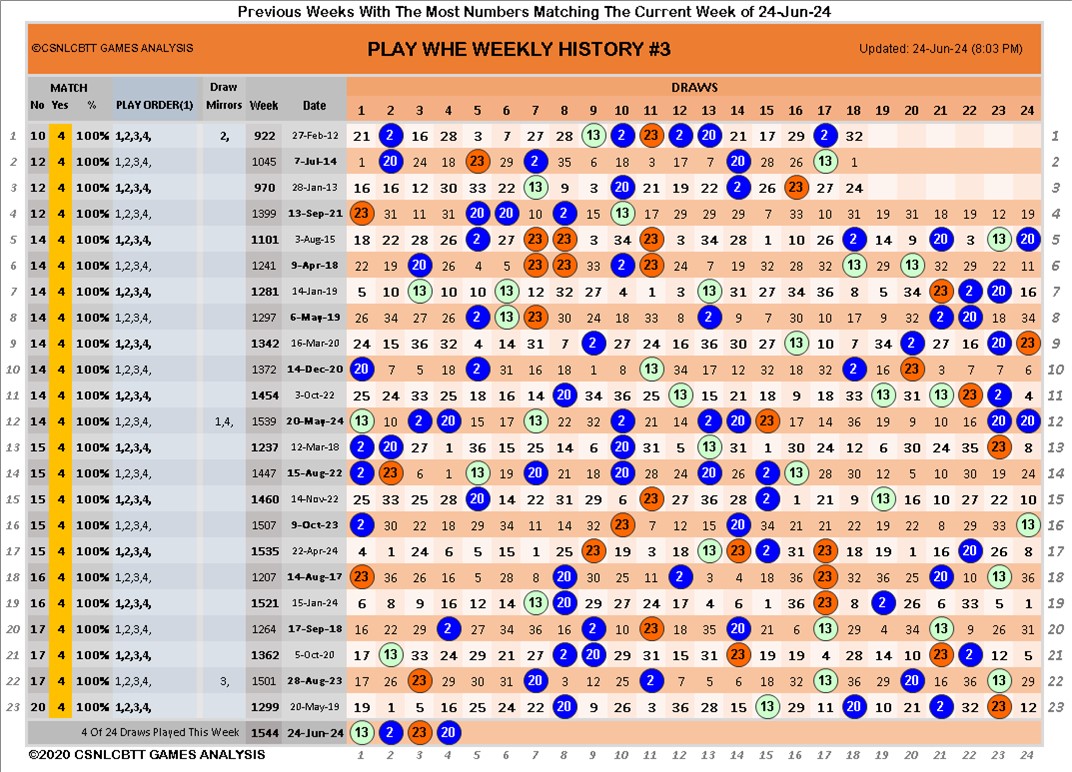 Previous Weeks With The Most Numbers Matching The Current Week of 24-Jun-24
©CSNLCBTT GAMES ANALYSIS PLAY WHE WEEKLY HISTORY #3 Updated: 24-Jun-24 (8:03 PM)
MATCH Draw DRAWS
No Yes % PLAY ORDER(1) Mirrors Week Date 1 2 3 4 5 6 7 8 9 10 11 12 13 14 15 16 17 18 19 20 21 22 23 24
1 10 4 100% 1,2,3,4, 2, 922 27-Feb-12 21 2 16 28 3 7 27 28 13 2 23 2 20 21 17 29 2 32 1
2 12 4 100% 1,2,3,4, 1045 7-Jul-14 1 20 24 18 23 29 2 35 6 18 3 17 7 20 28 26 13 1 2
3 12 4 100% 1,2,3,4, 970 28-Jan-13 16 16 12 30 33 22 13 9 3 20 21 19 22 2 26 23 27 24 3
4 12 4 100% 1,2,3,4, 1399 13-Sep-21 23 31 11 31 20 20 10 2 15 13 17 29 29 29 7 33 10 31 19 31 18 19 12 19 4
5 14 4 100% 1,2,3,4, 1101 3-Aug-15 18 22 28 26 2 27 23 23 3 34 23 3 34 28 1 10 26 2 14 9 20 3 13 20 5
6 14 4 100% 1,2,3,4, 1241 9-Apr-18 22 19 20 26 4 5 23 23 33 2 23 24 7 19 32 28 32 13 29 13 32 29 22 11 6
7 14 4 100% 1,2,3,4, 1281 14-Jan-19 5 10 13 10 10 13 12 32 27 4 1 3 13 31 27 34 36 8 5 34 23 2 20 16 7
8 14 4 100% 1,2,3,4, 1297 6-May-19 26 34 27 26 2 13 23 30 24 18 33 8 2 9 7 30 10 17 9 32 2 20 18 34 8
9 14 4 100% 1,2,3,4, 1342 16-Mar-20 24 15 36 32 4 14 31 7 2 27 24 30 36 30 27 13 10 7 34 2 27 16 20 23 9
10 14 4 100% 1,2,3,4, 1372 14-Dec-20 20 7 5 18 2 31 16 18 1 8 13 34 17 12 32 18 32 2 16 23 3 7 7 6 10
11 14 4 100% 1,2,3,4, 1454 3-Oct-22 25 24 33 25 18 16 14 20 34 36 25 13 15 21 18 9 18 33 13 31 13 23 2 4 11
12 14 4 100% 1,2,3,4, 1,4, 1539 20-May-24 13 10 2 20 15 17 13 22 32 2 31 24 2 20 23 17 14 36 19 9 10 16 20 20 12
13 15 4 100% 1,2,3,4, 1237 12-Mar-18 2 20 27 1 36 15 25 14 6 20 31 5 13 31 1 30 24 12 6 30 24 35 23 8 13
14 15 4 100% 1,2,3,4, 1447 15-Aug-22 2 23 6 1 13 19 20 21 18 20 28 24 20 14 2 13 28 30 12 5 10 30 19 21 14
15 15 4 100% 1,2,3,4, 1460 14-Nov-22 25 33 25 28 20 14 22 31 29 6 23 27 36 28 2 1 21 9 13 16 10 27 22 10 15
16 15 4 100% 1,2,3,4, 1507 9-Oct-23 2 30 22 18 29 34 11 14 32 23 7 12 15 20 34 21 21 22 19 22 8 29 33 13 16
17 15 4 100% 1,2,3,4, 1535 22-Apr-24 4 1 24 6 5 15 1 25 23 19 3 18 13 23 2 31 23 18 19 1 16 20 26 8 17
18 16 4 100% 1,2,3,4, 1207 14-Aug-17 23 36 26 16 5 28 8 20 30 25 11 2 3 4 18 36 23 32 36 25 20 10 13 36 18
19 16 4 100% 1,2,3,4, 1521 15-Jan-24 6 8 9 16 12 14 13 20 29 27 24 17 4 6 1 36 23 8 2 26 6 33 5 1 19
20 17 4 100% 1,2,3,4, 1264 17-Sep-18 16 22 29 2 27 34 36 16 2 10 23 18 35 20 21 6 13 29 4 34 13 9 26 31 20
21 17 4 100% 1,2,3,4, 1362 5-Oct-20 17 13 33 24 29 21 27 2 20 29 31 15 31 23 19 19 4 28 14 10 23 2 12 5 21
22 17 4 100% 1,2,3,4, 3, 1501 28-Aug-23 17 26 23 29 30 31 20 3 12 25 2 7 5 6 18 32 13 36 29 20 16 36 13 29 22
23 20 4 100% 1,2,3,4, 1299 20-May-19 19 1 5 16 25 24 22 20 9 26 3 36 28 15 13 29 11 20 10 21 2 32 23 12 23
4 Of 24 Draws Played This Week 1544 24-Jun-24 13 2 23 20
©2020 CSNLCBTT GAMES ANALYSIS 1 2 3 4 5 6 7 8 9 10 11 12 13 14 15 16 17 18 19 20 21 22 23 24